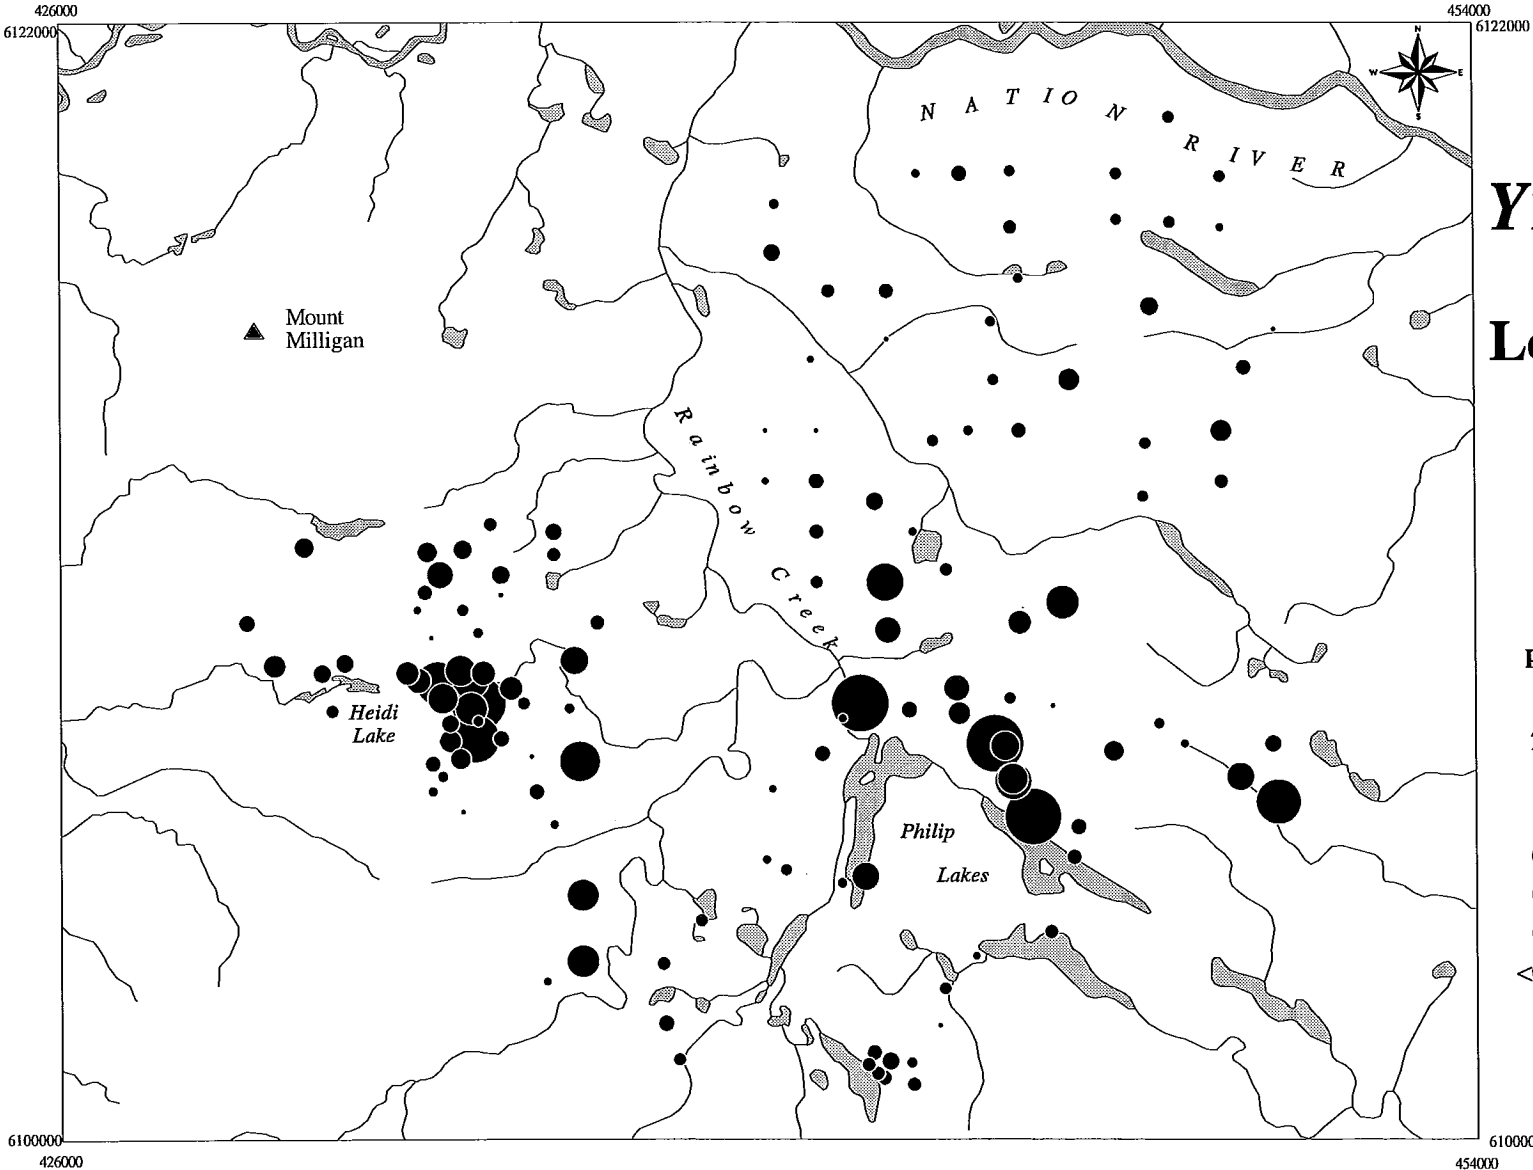 426000
454000
6122000
6122000
N
W E
S
NATION RIVER
Mount
Milligan
Rainbow
Creek
Heidi
Lake
Philip
Lakes
6100000
426000
454000